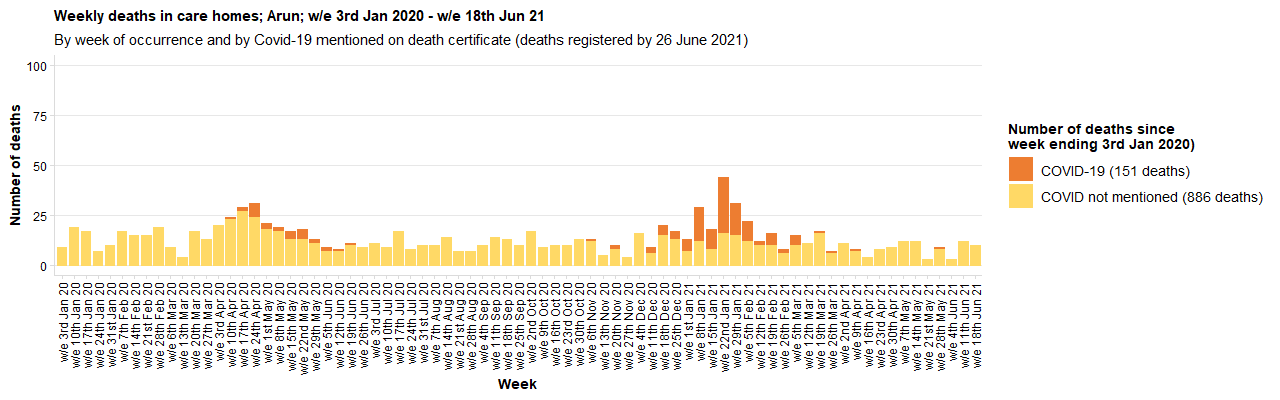 Weekly deaths in care homes; Arun; w/e 3rd Jan 2020 - w/e 18th Jun 21
By week of occurrence and by Covid-19 mentioned on death certificate (deaths registered by 26 June 2021)
Number of deaths
100
75
50
25
0
w/e 3rd Jan 20
w/e 10th Jan 20
w/e 17th Jan 20
w/e 24th Jan 20
w/e 31st Jan 20
w/e 7th Feb 20
w/e 14th Feb 20
w/e 21st Feb 20
w/e 28th Feb 20
w/e 6th Mar 20
w/e 13th Mar 20
w/e 20th Mar 20
w/e 27th Mar 20
w/e 3rd Apr 20
w/e 10th Apr 20
w/e 17th Apr 20
w/e 24th Apr 20
w/e 1st May 20
w/e 8th May 20
w/e 15th May 20
w/e 22nd May 20
w/e 29th May 20
w/e 5th Jun 20
w/e 12th Jun 20
w/e 19th Jun 20
w/e 26th Jun 20
w/e 3rd Jul 20
w/e 10th Jul 20
w/e 17th Jul 20
w/e 24th Jul 20
w/e 31st Jul 20
w/e 7th Aug 20
w/e 14th Aug 20
w/e 21st Aug 20
w/e 28th Aug 20
w/e 4th Sep 20
w/e 11th Sep 20
w/e 18th Sep 20
w/e 25th Sep 20
w/e 2nd Oct 20
w/e 9th Oct 20
w/e 16th Oct 20
w/e 23rd Oct 20
w/e 30th Oct 20
w/e 6th Nov 20
w/e 13th Nov 20
w/e 20th Nov 20
w/e 27th Nov 20
w/e 4th Dec 20
w/e 11th Dec 20
w/e 18th Dec 20
w/e 25th Dec 20
w/e 1st Jan 21
w/e 8th Jan 21
w/e 15th Jan 21
w/e 22nd Jan 21
w/e 29th Jan 21
w/e 5th Feb 21
w/e 12th Feb 21
w/e 19th Feb 21
w/e 26th Feb 21
w/e 5th Mar 21
w/e 12th Mar 21
w/e 19th Mar 21
w/e 26th Mar 21
w/e 2nd Apr 21
w/e 9th Apr 21
w/e 16th Apr 21
w/e 23rd Apr 21
w/e 30th Apr 21
w/e 7th May 21
w/e 14th May 21
w/e 21st May 21
w/e 28th May 21
w/e 4th Jun 21
w/e 11th Jun 21
w/e 18th Jun 21
Week
Number of deaths since
week ending 3rd Jan 2020)
COVID-19 (151 deaths)
COVID not mentioned (886 deaths)